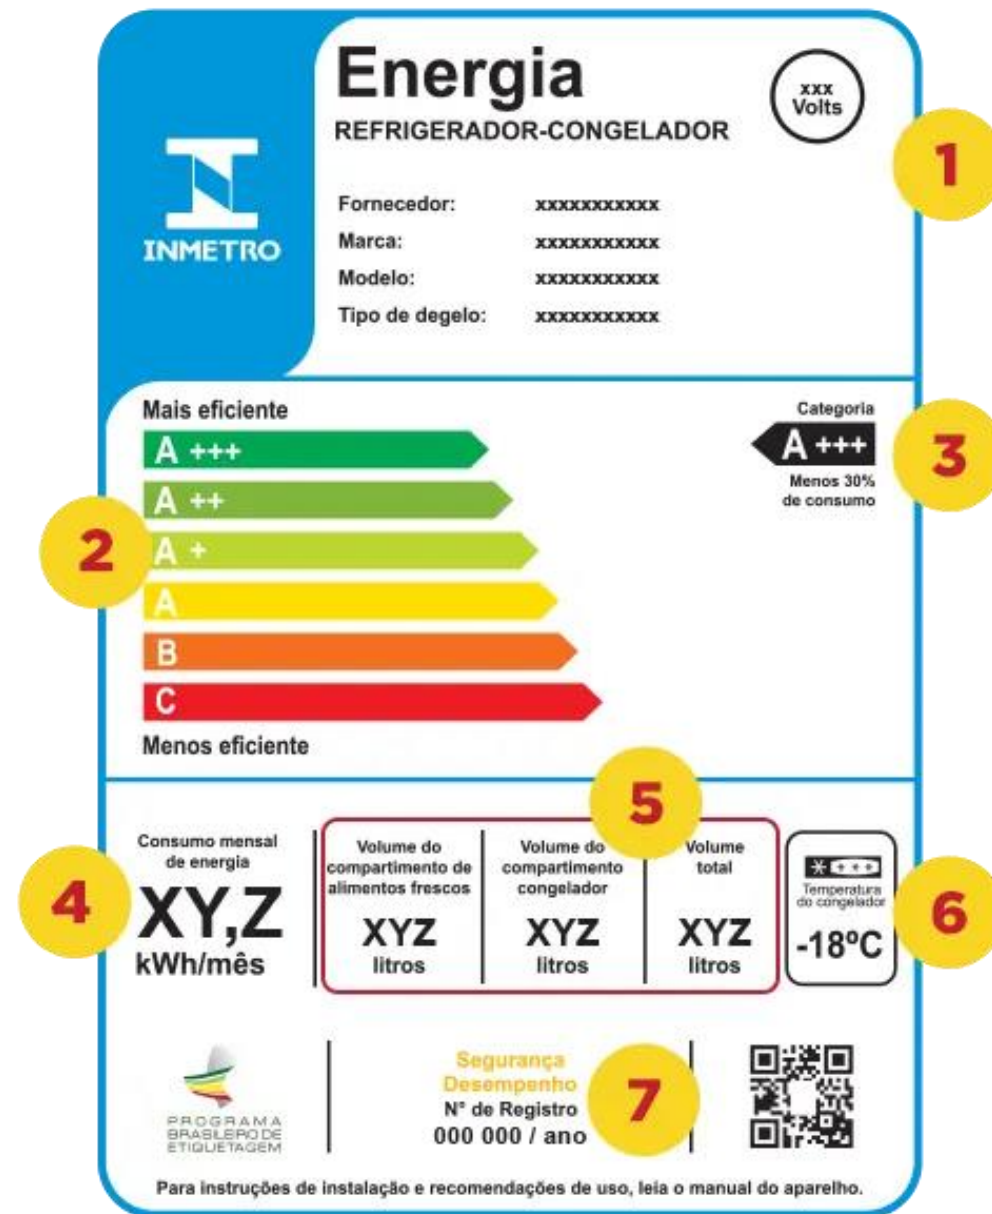 Energia
REFRIGERADOR-CONGELADOR
xxx
Volts
1
INMETRO
Fornecedor: xxxxxxxxxxx
Marca: xxxxxxxxxxx
Modelo: xxxxxxxxxxx
Tipo de degelo: xxxxxxxxxxx
Mais eficiente
A +++
A ++
A +
A
B
C
Menos eficiente
2
Categoria
A +++
Menos 30%
de consumo
3
4
Consumo mensal
de energia
XY,Z
kWh/mês
5
Volume do
compartimento de
alimentos frescos
XYZ
litros
Volume do
compartimento
congelador
XYZ
litros
Volume
total
XYZ
litros
Temperatura
do congelador
-18ºC
6
PROGRAMA
BRASILEIRO DE
ETIQUETAGEM
Segurança
Desempenho
N° de Registro
000 000 / ano
7
Para instruções de instalação e recomendações de uso, leia o manual do aparelho.